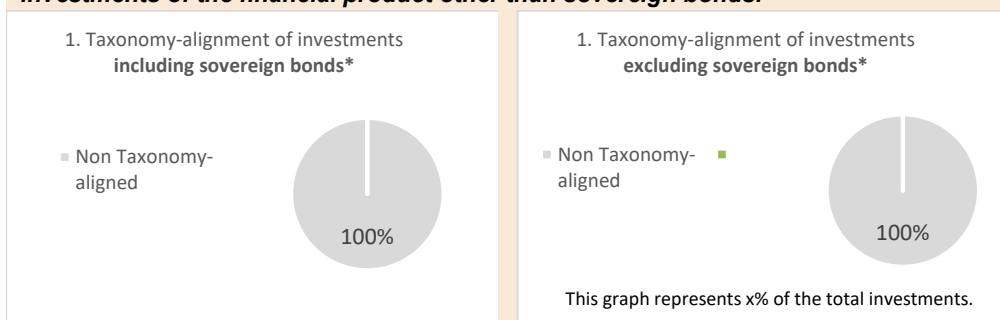 investments of the financial product other than sovereign bonds.
1. Taxonomy-alignment of investments
including sovereign bonds*
Non Taxonomy-
aligned
100%
1. Taxonomy-alignment of investments
excluding sovereign bonds*
Non Taxonomy-
aligned
100%
This graph represents x% of the total investments.